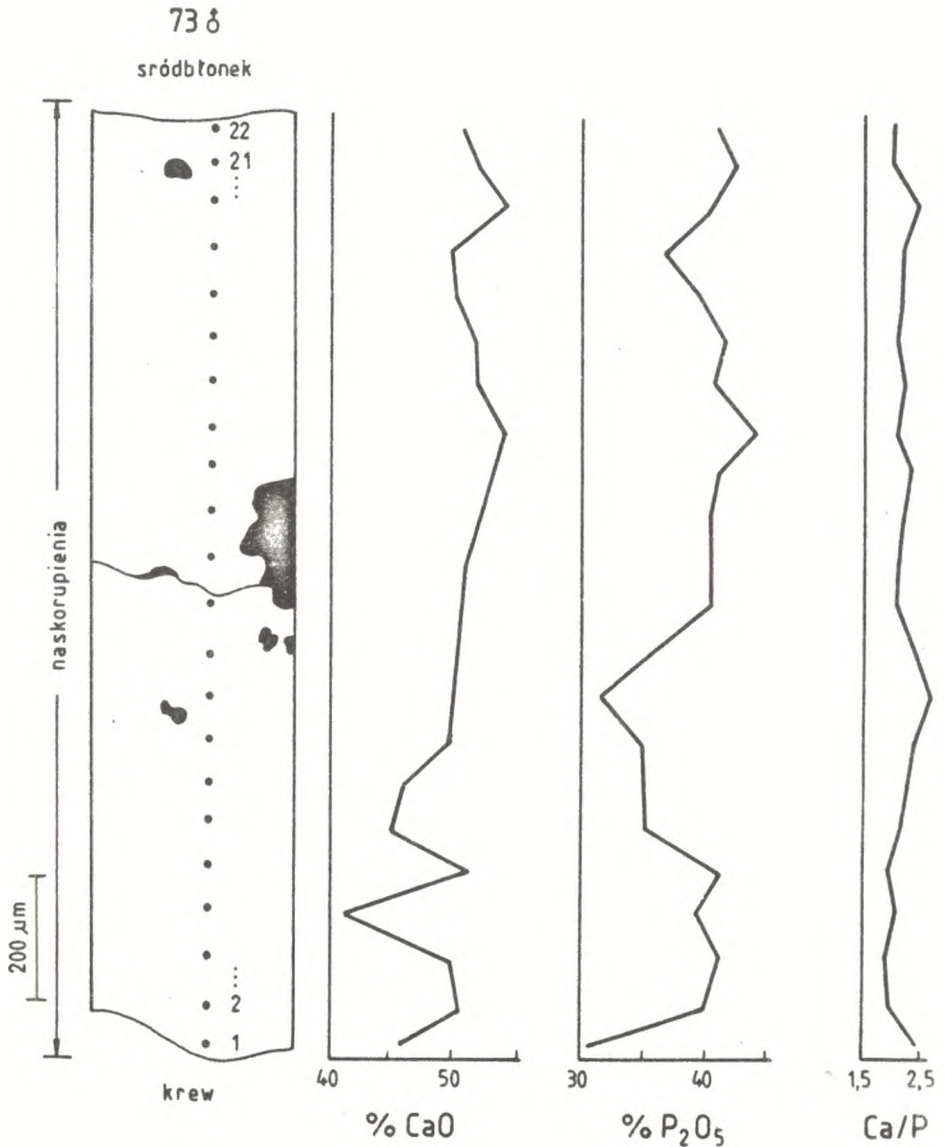 73 ♂
sródbłonek
22
21
...
naskorupienia
200 µm
...
2
1
krew
40 50
% CaO
30 40
% P₂O₅
1,5 2,5
Ca/P